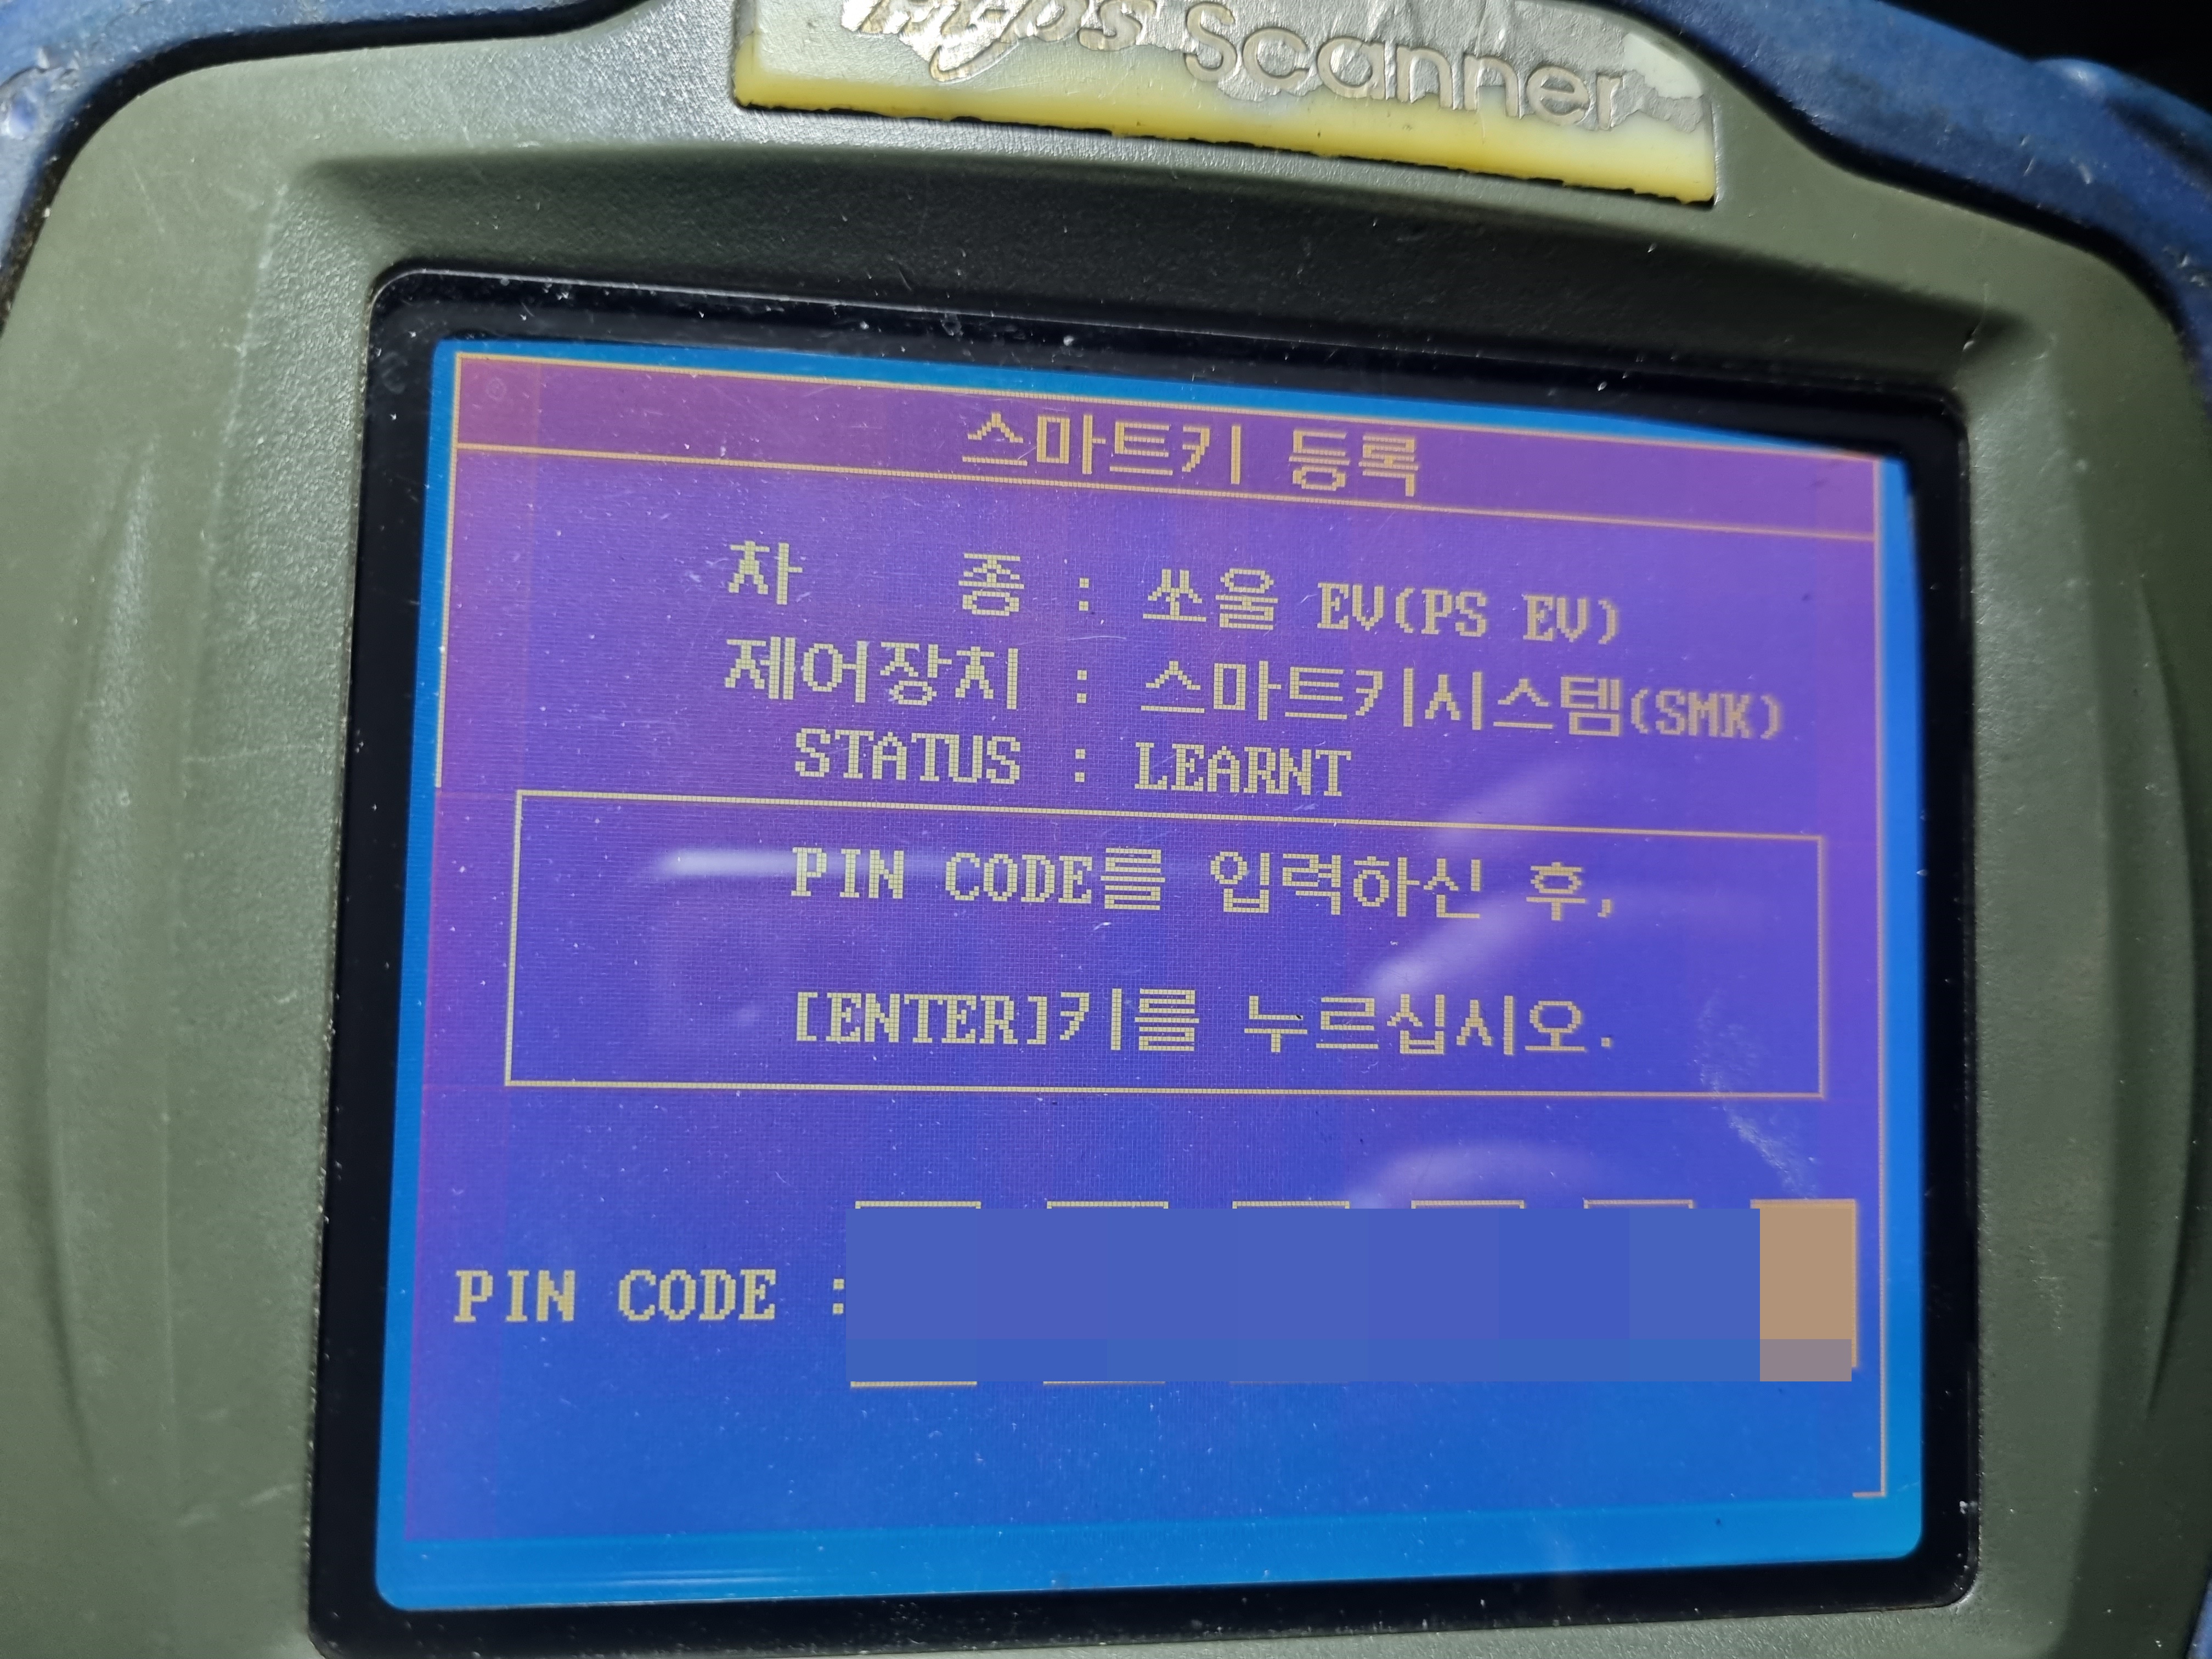 Scanner
스마트키 등록
차 종 : 쏘울 EV(PS EV)
제어장치 : 스마트키시스템(SMK)
STATUS : LEARNT
PIN CODE를 입력하신 후,
[ENTER]키를 누르십시오.
PIN CODE :